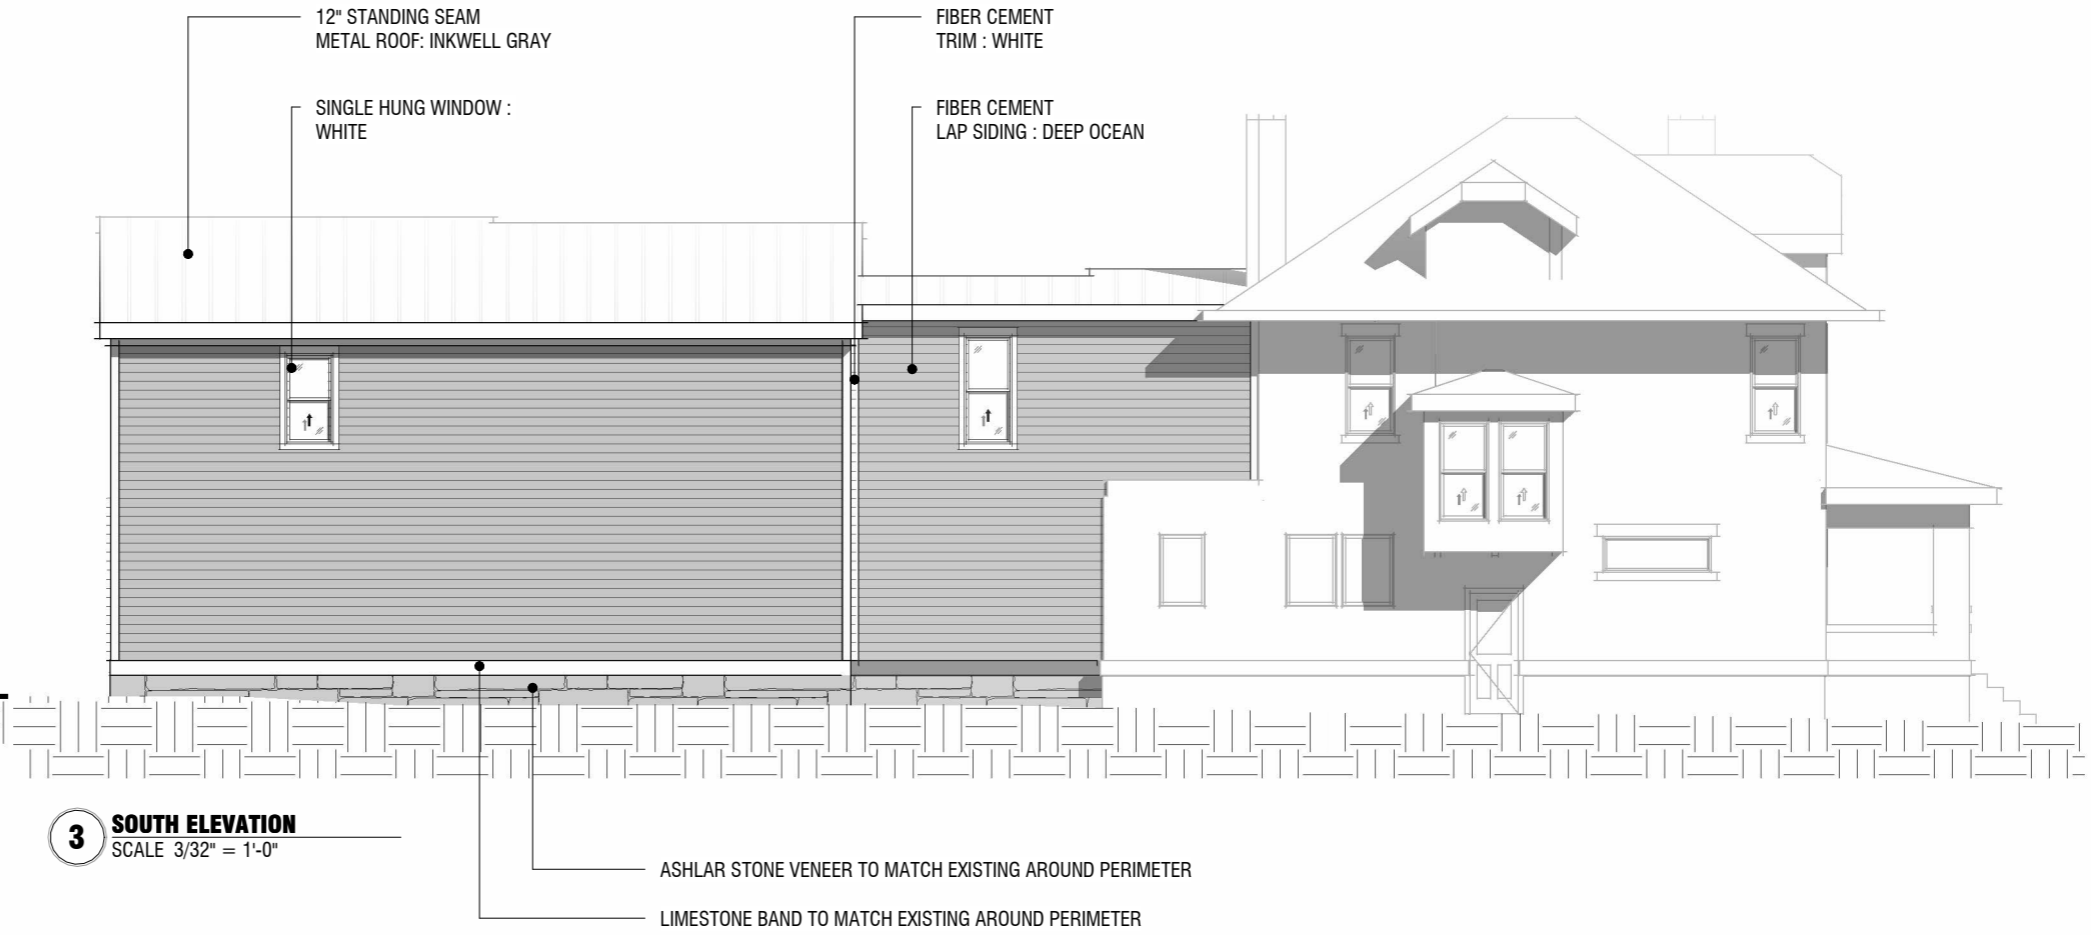 12" STANDING SEAM
METAL ROOF: INKWELL GRAY
FIBER CEMENT
TRIM : WHITE
SINGLE HUNG WINDOW :
WHITE
FIBER CEMENT
LAP SIDING : DEEP OCEAN
3
SOUTH ELEVATION
SCALE 3/32" = 1'-0"
ASHLAR STONE VENEER TO MATCH EXISTING AROUND PERIMETER
LIMESTONE BAND TO MATCH EXISTING AROUND PERIMETER